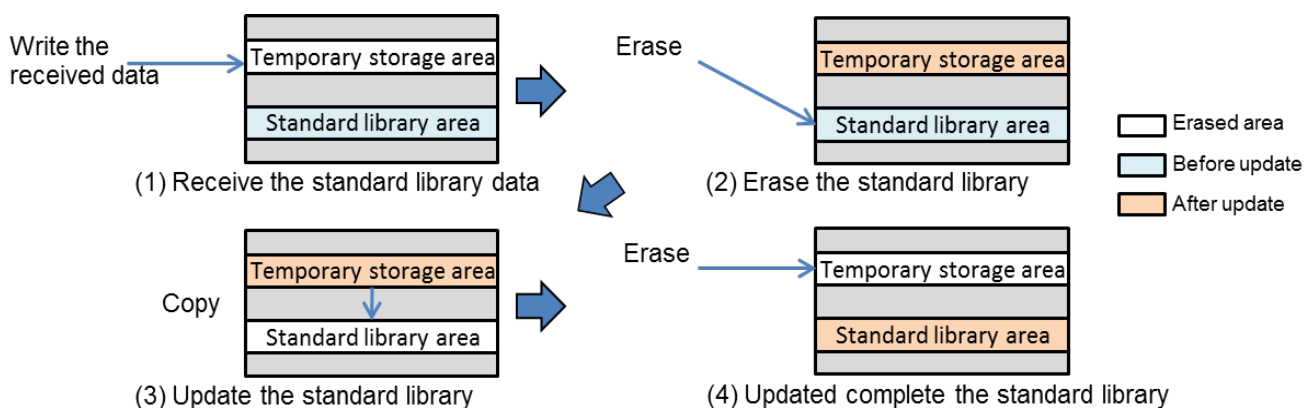 Write the
received data
Temporary storage area
Standard library area
(1) Receive the standard library data
Erase
Temporary storage area
Standard library area
(2) Erase the standard library
Erased area
Before update
After update
Copy
Temporary storage area
Standard library area
(3) Update the standard library
Erase
Temporary storage area
Standard library area
(4) Updated complete the standard library